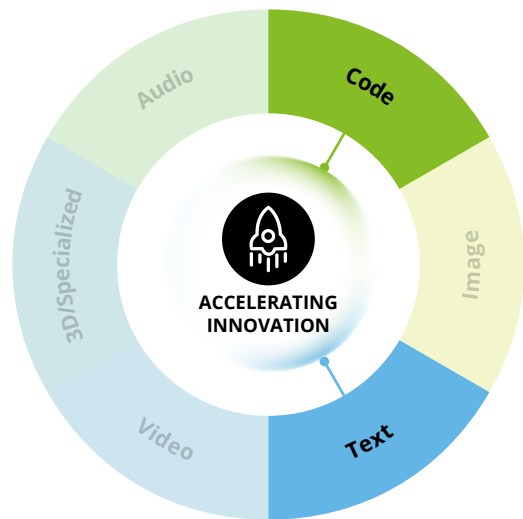 Audio
Code
3D/Specialized
Image
ACCELERATING
INNOVATION
Video
Text